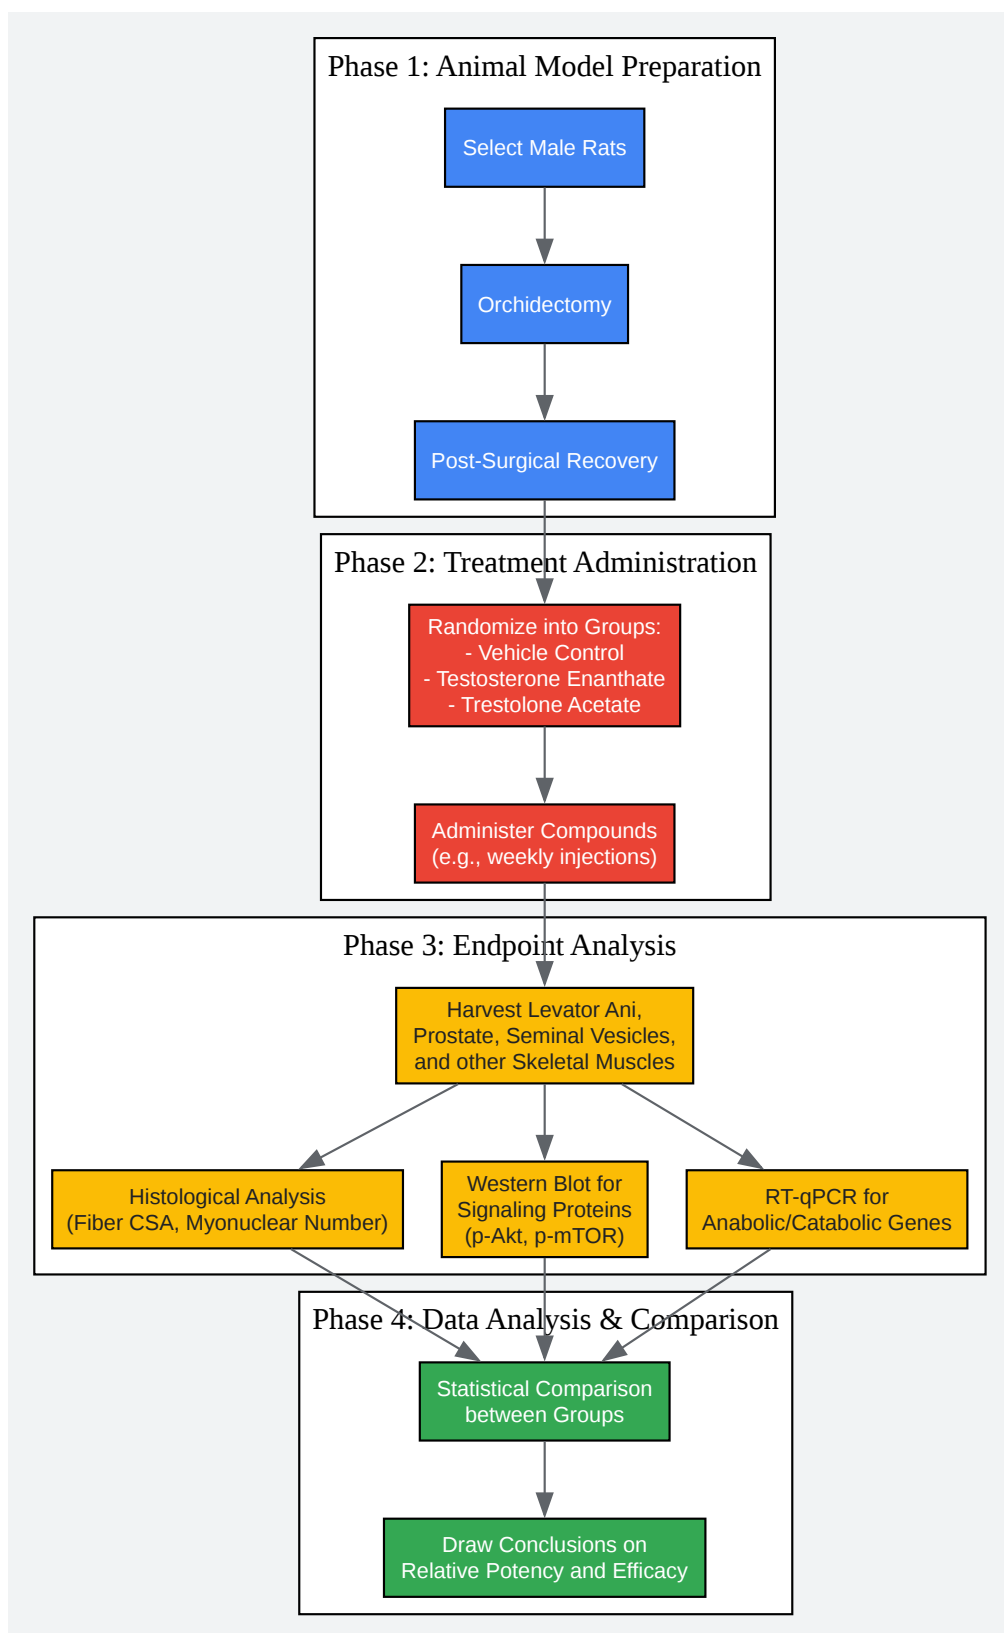 Phase 1: Animal Model Preparation
Select Male Rats
Orchidectomy
Post-Surgical Recovery
Phase 2: Treatment Administration
Randomize into Groups:
- Vehicle Control
- Testosterone Enanthate
- Trestolone Acetate
Administer Compounds
(e.g., weekly injections)
Phase 3: Endpoint Analysis
Harvest Levator Ani,
Prostate, Seminal Vesicles,
and other Skeletal Muscles
Histological Analysis
(Fiber CSA, Myonuclear Number)
Western Blot for
Signaling Proteins
(p-Akt, p-mTOR)
RT-qPCR for
Anabolic/Catabolic Genes
Phase 4: Data Analysis & Comparison
Statistical Comparison
between Groups
Draw Conclusions on
Relative Potency and Efficacy